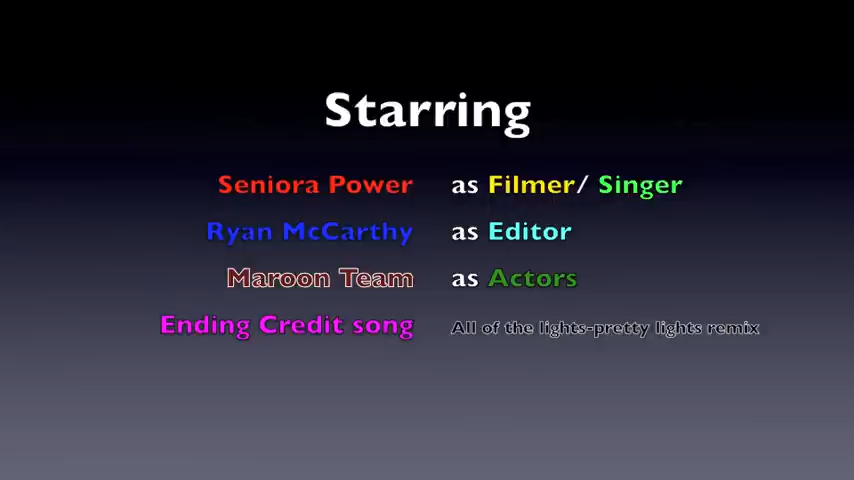 Starring
Seniora Power as Filmer/ Singer
Ryan McCarthy as Editor
Maroon Team as Actors
Ending Credit song All of the lights-pretty lights remix